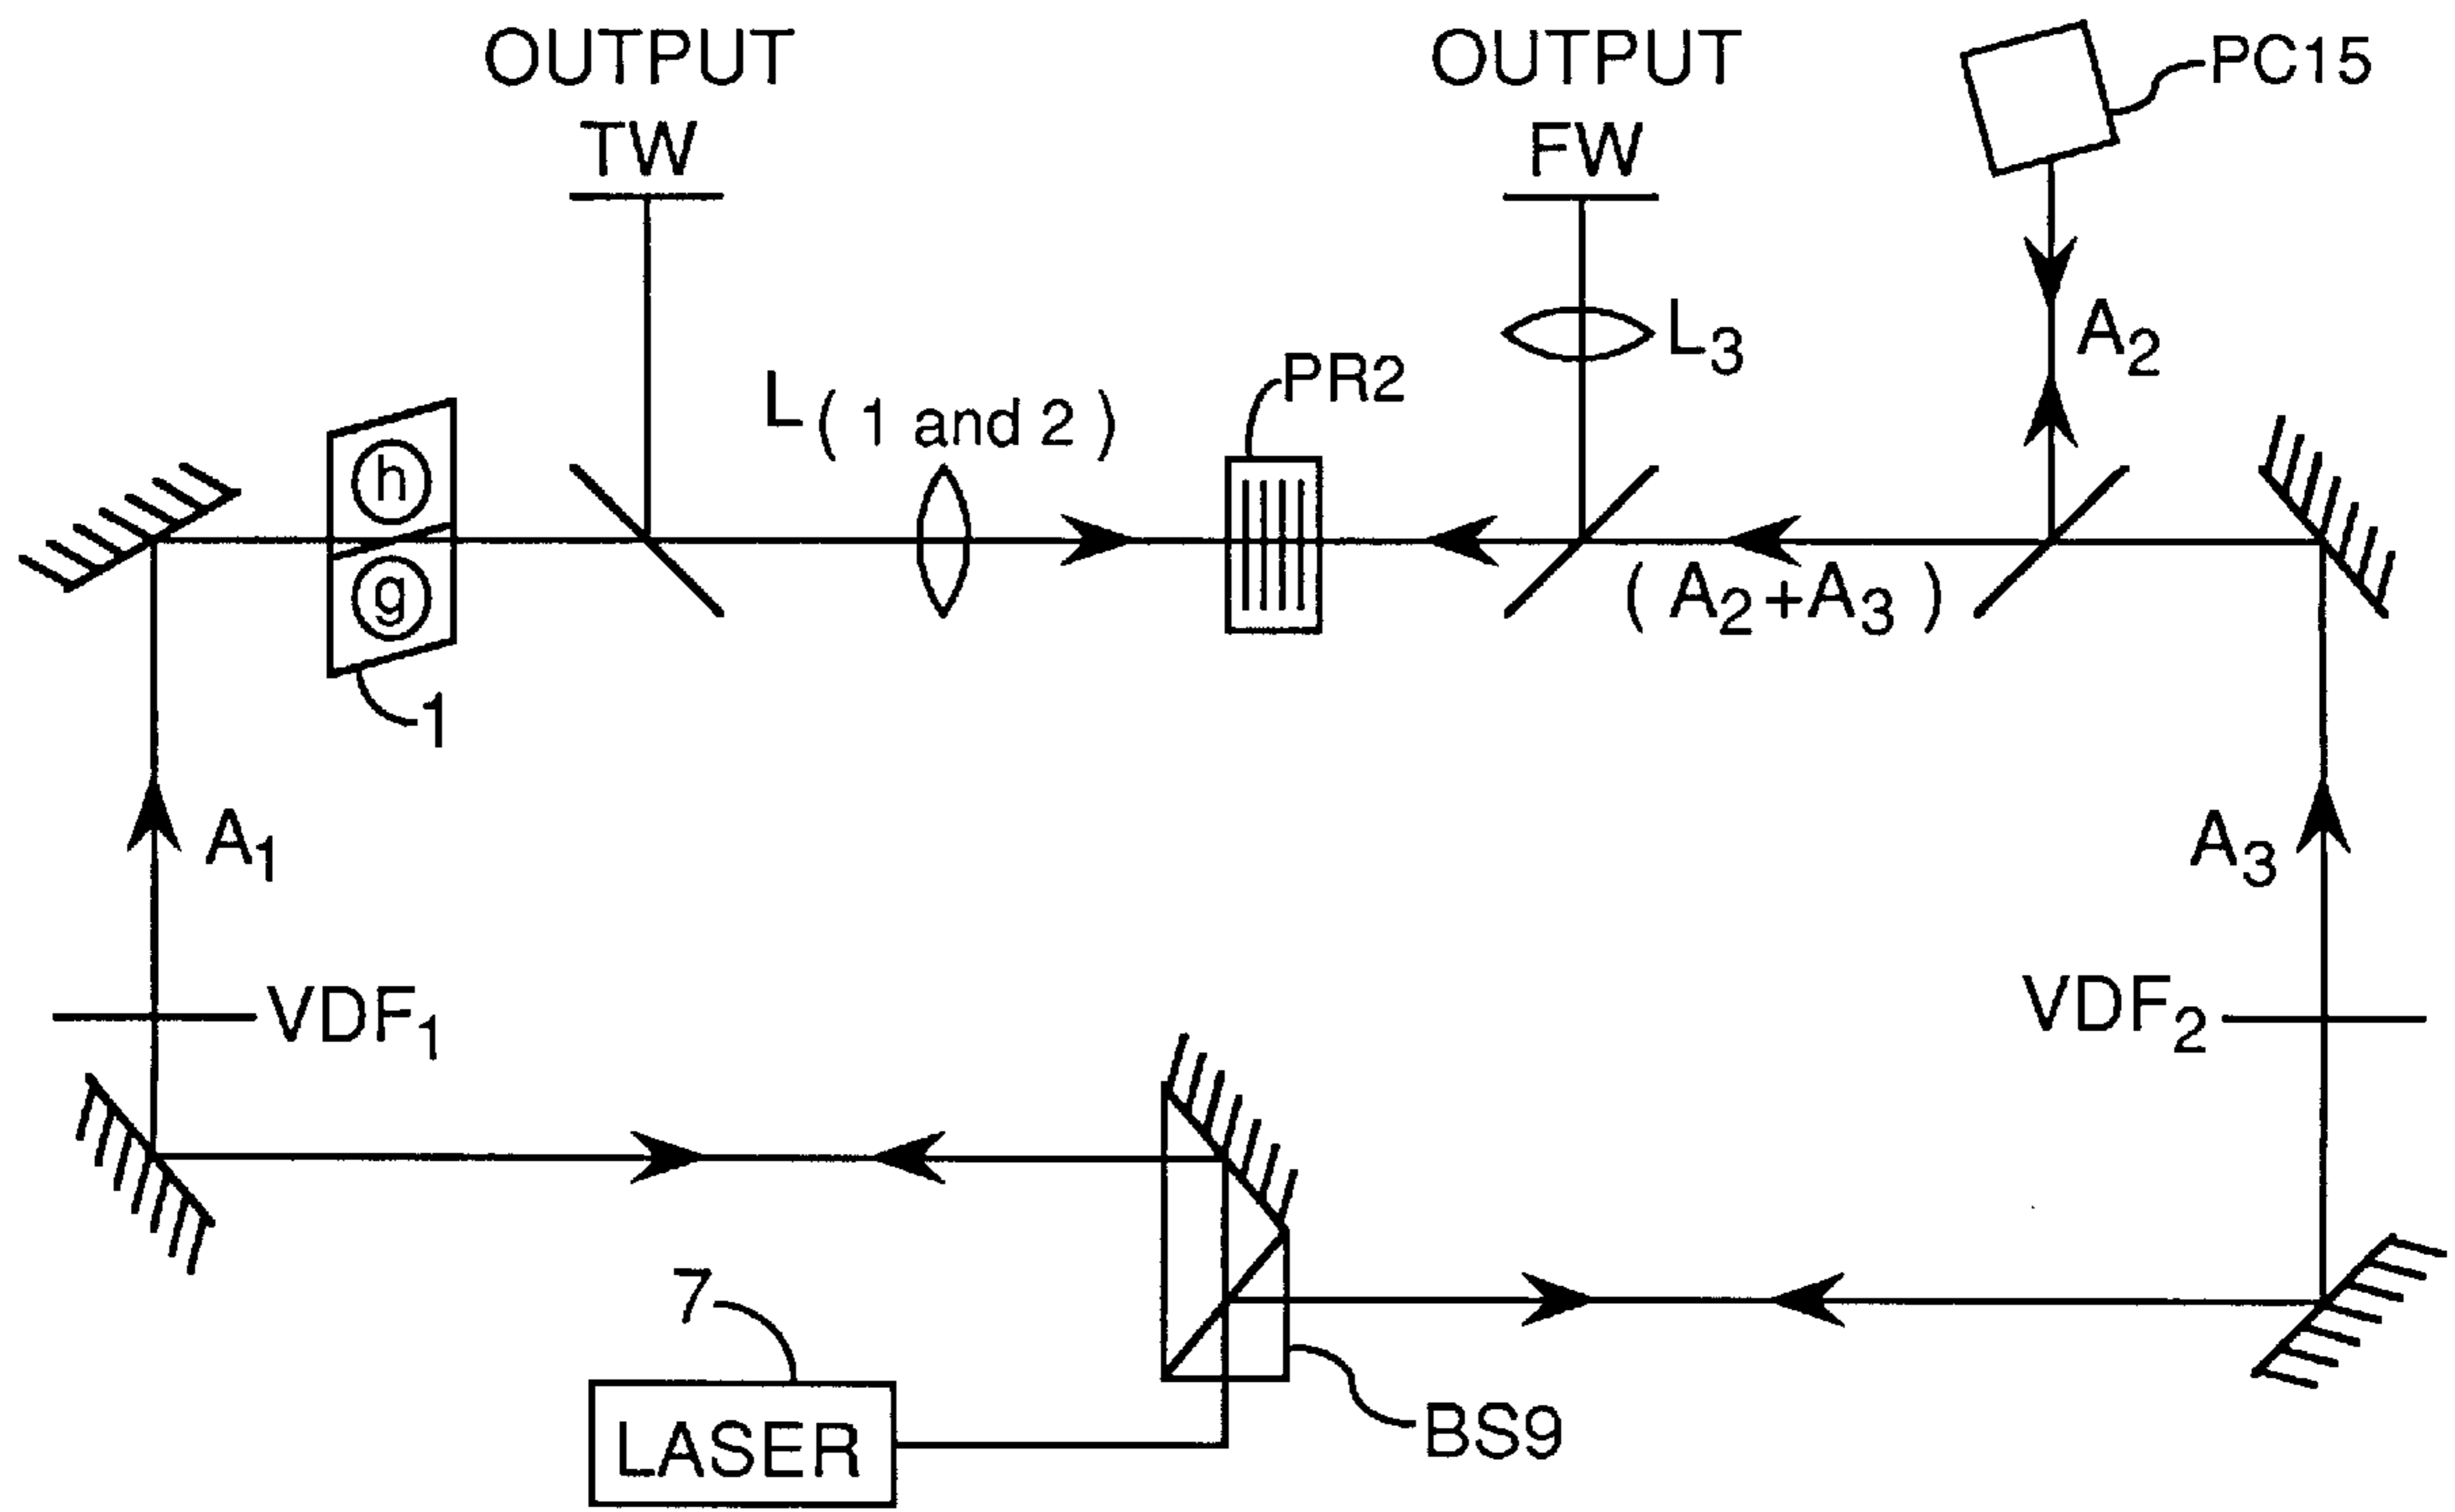 OUTPUT
TW
OUTPUT
FW
PC15
A2
L3
PR2
L( 1 and 2 )
h
g
1
( A2+A3 )
A1
A3
VDF1
VDF2
7
LASER
BS9